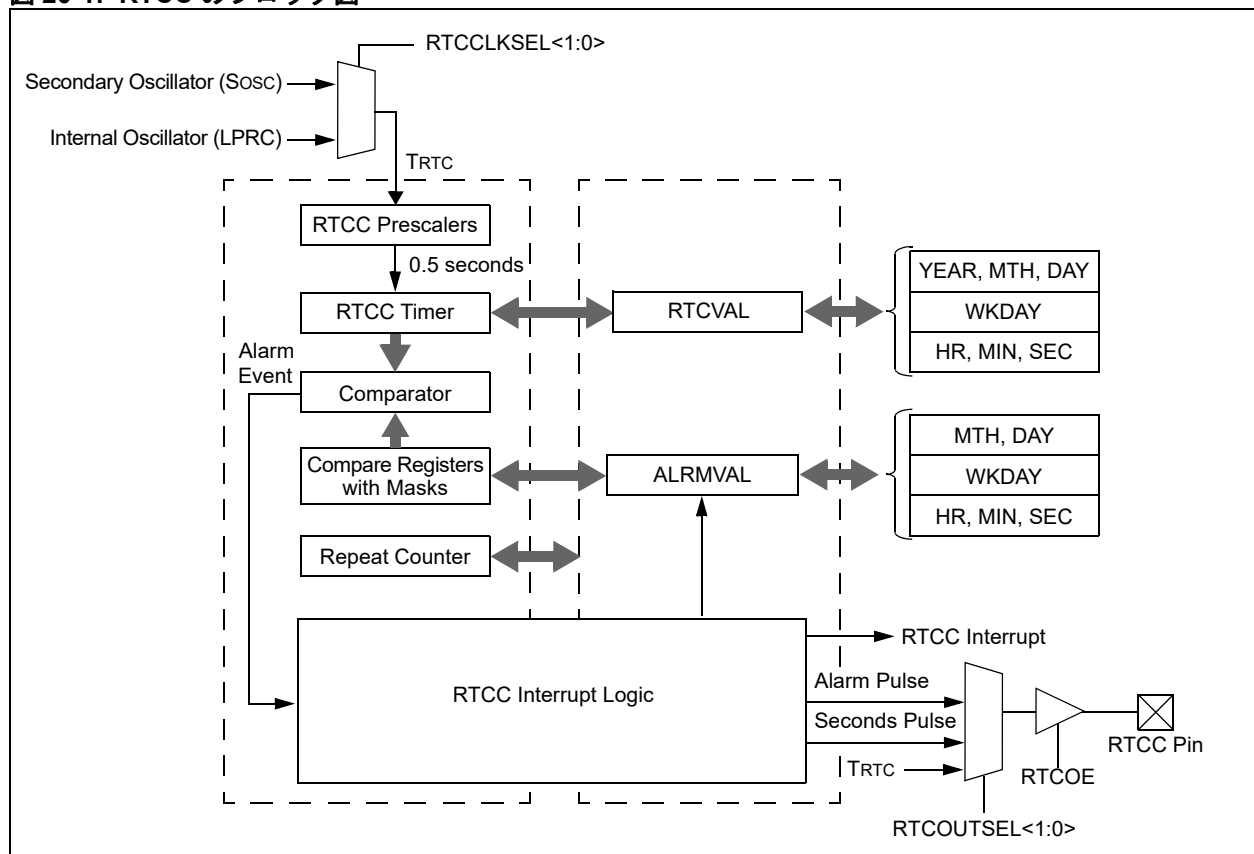 RTCCLKSEL<1:0>
Secondary Oscillator (SOSC)
Internal Oscillator (LPRC)
TRTC
RTCC Prescalers
0.5 seconds
RTCC Timer
RTCVAL
YEAR, MTH, DAY
WKDAY
HR, MIN, SEC
Alarm
Event
Comparator
Compare Registers
with Masks
ALRMVAL
MTH, DAY
WKDAY
HR, MIN, SEC
Repeat Counter
RTCC Interrupt Logic
RTCC Interrupt
Alarm Pulse
Seconds Pulse
TRTC
RTCOE
RTCC Pin
RTCOUTSEL<1:0>